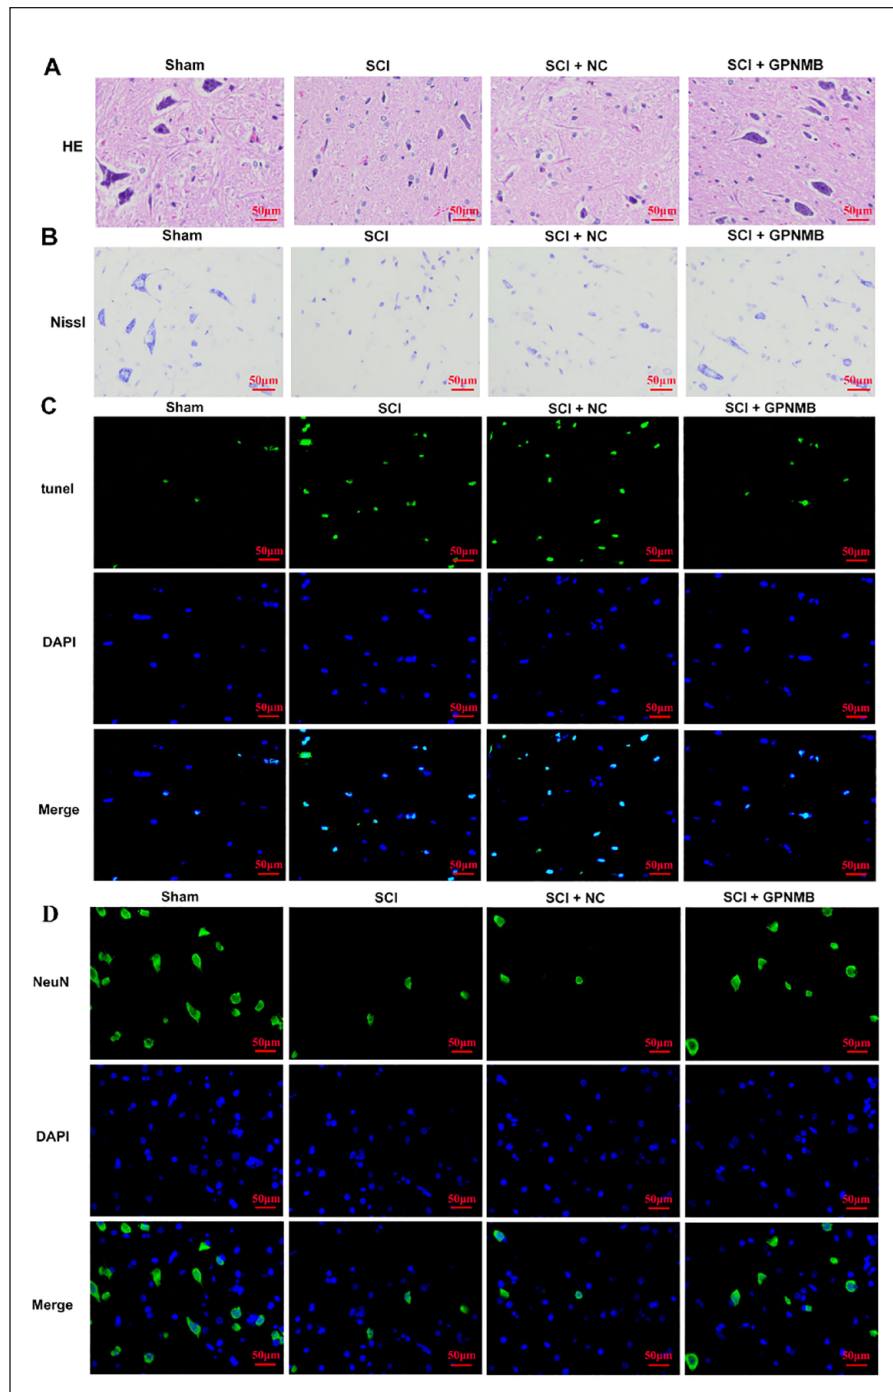 A Sham SCI SCI + NC SCI + GPNMB
HE 50μm 50μm 50μm 50μm
B Sham SCI SCI + NC SCI + GPNMB
Nissl 50μm 50μm 50μm 50μm
C Sham SCI SCI + NC SCI + GPNMB
tunel 50μm 50μm 50μm 50μm
DAPI 50μm 50μm 50μm 50μm
Merge 50μm 50μm 50μm 50μm
D Sham SCI SCI + NC SCI + GPNMB
NeuN 50μm 50μm 50μm 50μm
DAPI 50μm 50μm 50μm 50μm
Merge 50μm 50μm 50μm 50μm